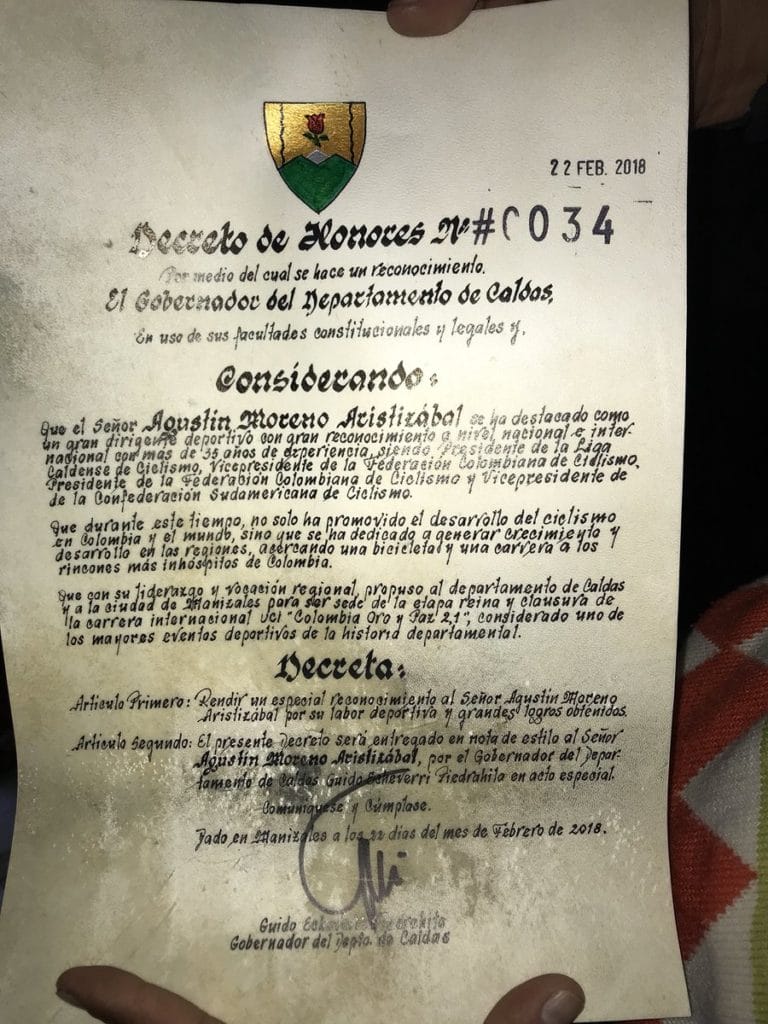 22 FEB. 2018
Decreto de Honores Nº #0034
Por medio del cual se hace un reconocimiento.
El Gobernador del Departamento de Caldas,
En uso de sus facultades constitucionales y legales y,
Considerando:
Que el Señor Agustín Moreno Aristizábal se ha destacado como
un gran dirigente deportivo con gran reconocimiento a nivel nacional e inter-
nacional con más de 35 años de experiencia, siendo Presidente de la Liga
Caldense de Ciclismo, Vicepresidente de la Federación Colombiana de Ciclismo,
Presidente de la Federación Colombiana de Ciclismo y Vicepresidente de
de la Confederación Sudamericana de Ciclismo.
Que durante este tiempo, no solo ha promovido el desarrollo del ciclismo
en Colombia y el mundo, sino que se ha dedicado a generar crecimiento y
desarrollo en las regiones, acercando una bicicleta y una carrera a los
rincones más inhóspitos de Colombia.
Que con su liderazgo y vocación regional, propuso al departamento de Caldas
y a la ciudad de Manizales para ser sede de la etapa reina y clausura de
la carrera internacional UCI "Colombia Oro y Paz 2,1", considerado uno de
los mayores eventos deportivos de la historia departamental.
Decreta:
Artículo Primero: Rendir un especial reconocimiento al Señor Agustín Moreno
Aristizábal por su labor deportiva y grandes logros obtenidos.
Artículo Segundo: El presente Decreto será entregado en nota de estilo al Señor
Agustín Moreno Aristizábal, por el Gobernador del Depar-
tamento de Caldas Guido Echeverri Piedrahita en acto especial.
Comuníquese y Cúmplase.
Dado en Manizales a los 22 días del mes de Febrero de 2018.
Guido Echeverri Piedrahita
Gobernador del Depto. de Caldas